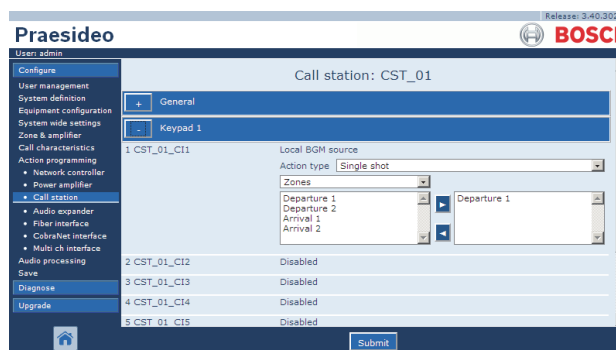 Release: 3.40.302
Praesideo
BOSCH
User: admin
Configure
User management
System definition
Equipment configuration
System wide settings
Zone & amplifier
Call characteristics
Action programming
• Network controller
• Power amplifier
• Call station
• Audio expander
• Fiber interface
• CobraNet interface
• Multi ch interface
Audio processing
Save
Diagnose
Upgrade
Call station: CST_01
+ General
- Keypad 1
1 CST_01_CI1 Local BGM source
Action type Single shot
Zones
Departure 1
Departure 2
Arrival 1
Arrival 2
Departure 1
2 CST_01_CI2 Disabled
3 CST_01_CI3 Disabled
4 CST_01_CI4 Disabled
5 CST_01_CI5 Disabled
Submit